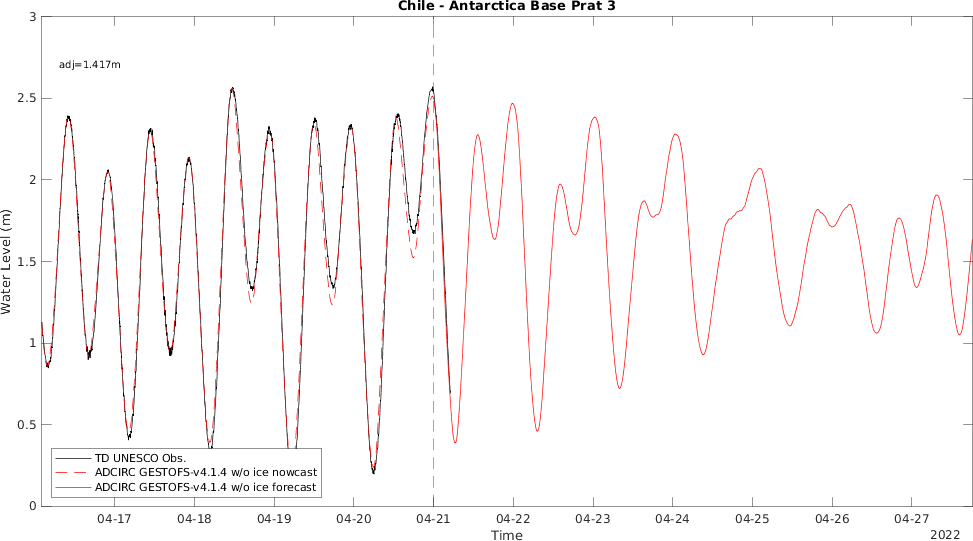 Chile - Antarctica Base Prat 3
3
adj=1.417m
2.5
2
1.5
1
0.5
0
Water Level (m)
TD UNESCO Obs.
ADCIRC GESTOFS-v4.1.4 w/o ice nowcast
ADCIRC GESTOFS-v4.1.4 w/o ice forecast
04-17 04-18 04-19 04-20 04-21 04-22 04-23 04-24 04-25 04-26 04-27
Time
2022